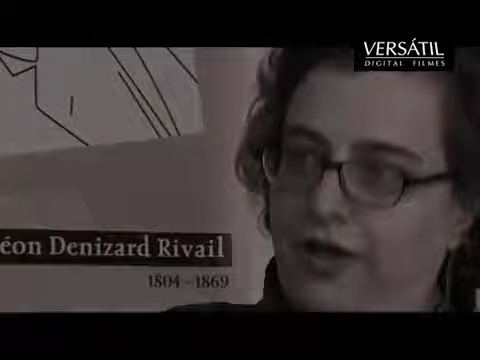 VERSÁTIL
DIGITAL FILMES
éon Denizard Rivail
1804 - 1869